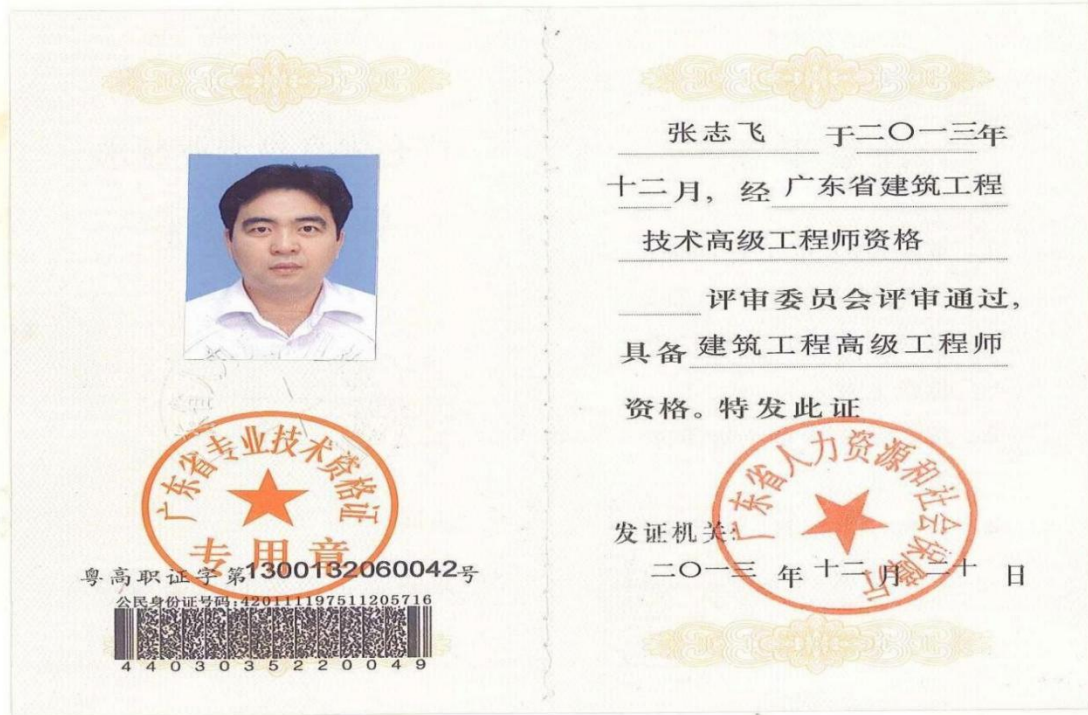 广东省专业技术资格证
专用章
粤高职证字第1300132060042号
公民身份证号码:420111197511205716
4403035220049
张志飞 于二〇一三年
十二月, 经 广东省建筑工程
技术高级工程师资格
评审委员会评审通过,
具备 建筑工程高级工程师
资格。特发此证
广东省人力资源和社会保障厅
发证机关:
二〇一三 年 十二 月 二十 日